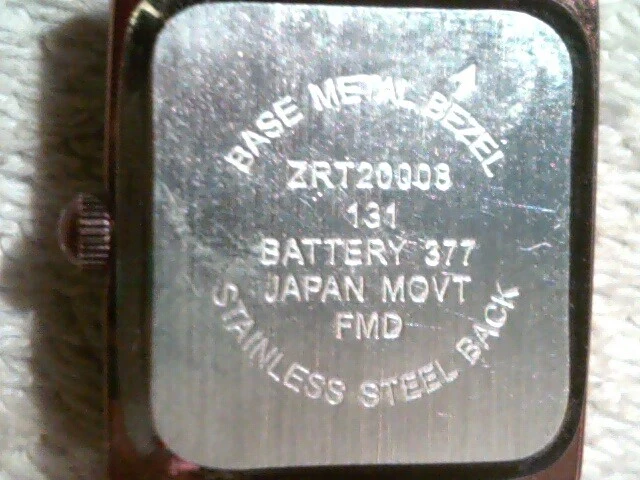 BASE METAL BEZEL
ZRT20008
131
BATTERY 377
JAPAN MOVT
FMD
STAINLESS STEEL BACK